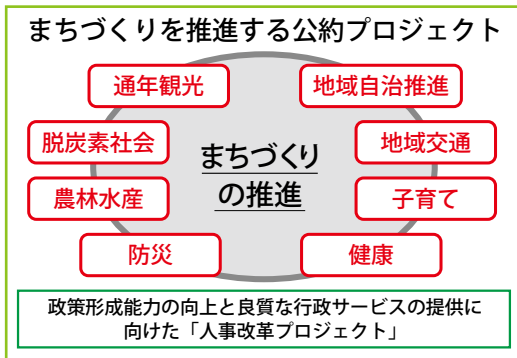 まちづくりを推進する公約プロジェクト
通年観光
地域自治推進
脱炭素社会
まちづくり
の推進
地域交通
農林水産
子育て
防災
健康
政策形成能力の向上と良質な行政サービスの提供に
向けた「人事改革プロジェクト」